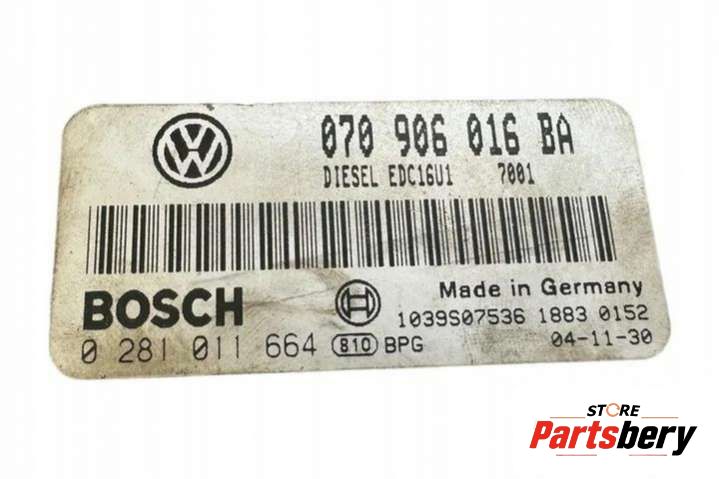 070 906 016 BA
DIESEL EDC16U1 7001
BOSCH
Made in Germany
1039S07536 1883 0152
0 281 011 664 810 BPG 04-11-30
STORE
Partsbery